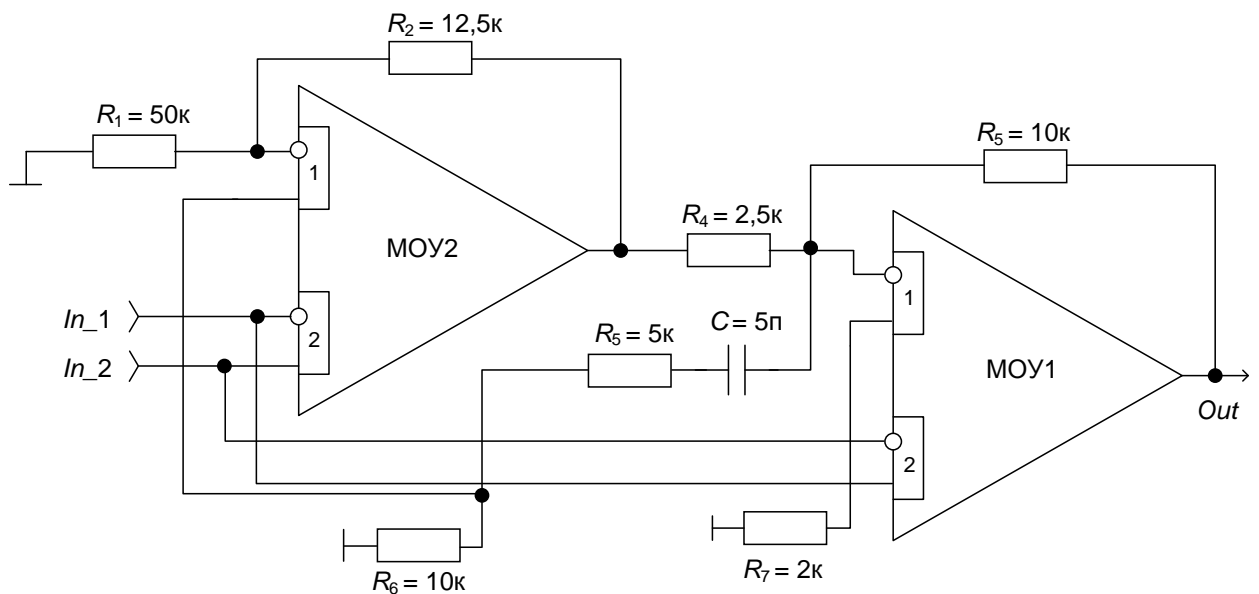 R2 = 12,5к
R1 = 50к
1
МОУ2
In_1
In_2
2
R4 = 2,5к
R5 = 10к
1
МОУ1
R5 = 5к
C = 5п
2
Out
R6 = 10к
R7 = 2к